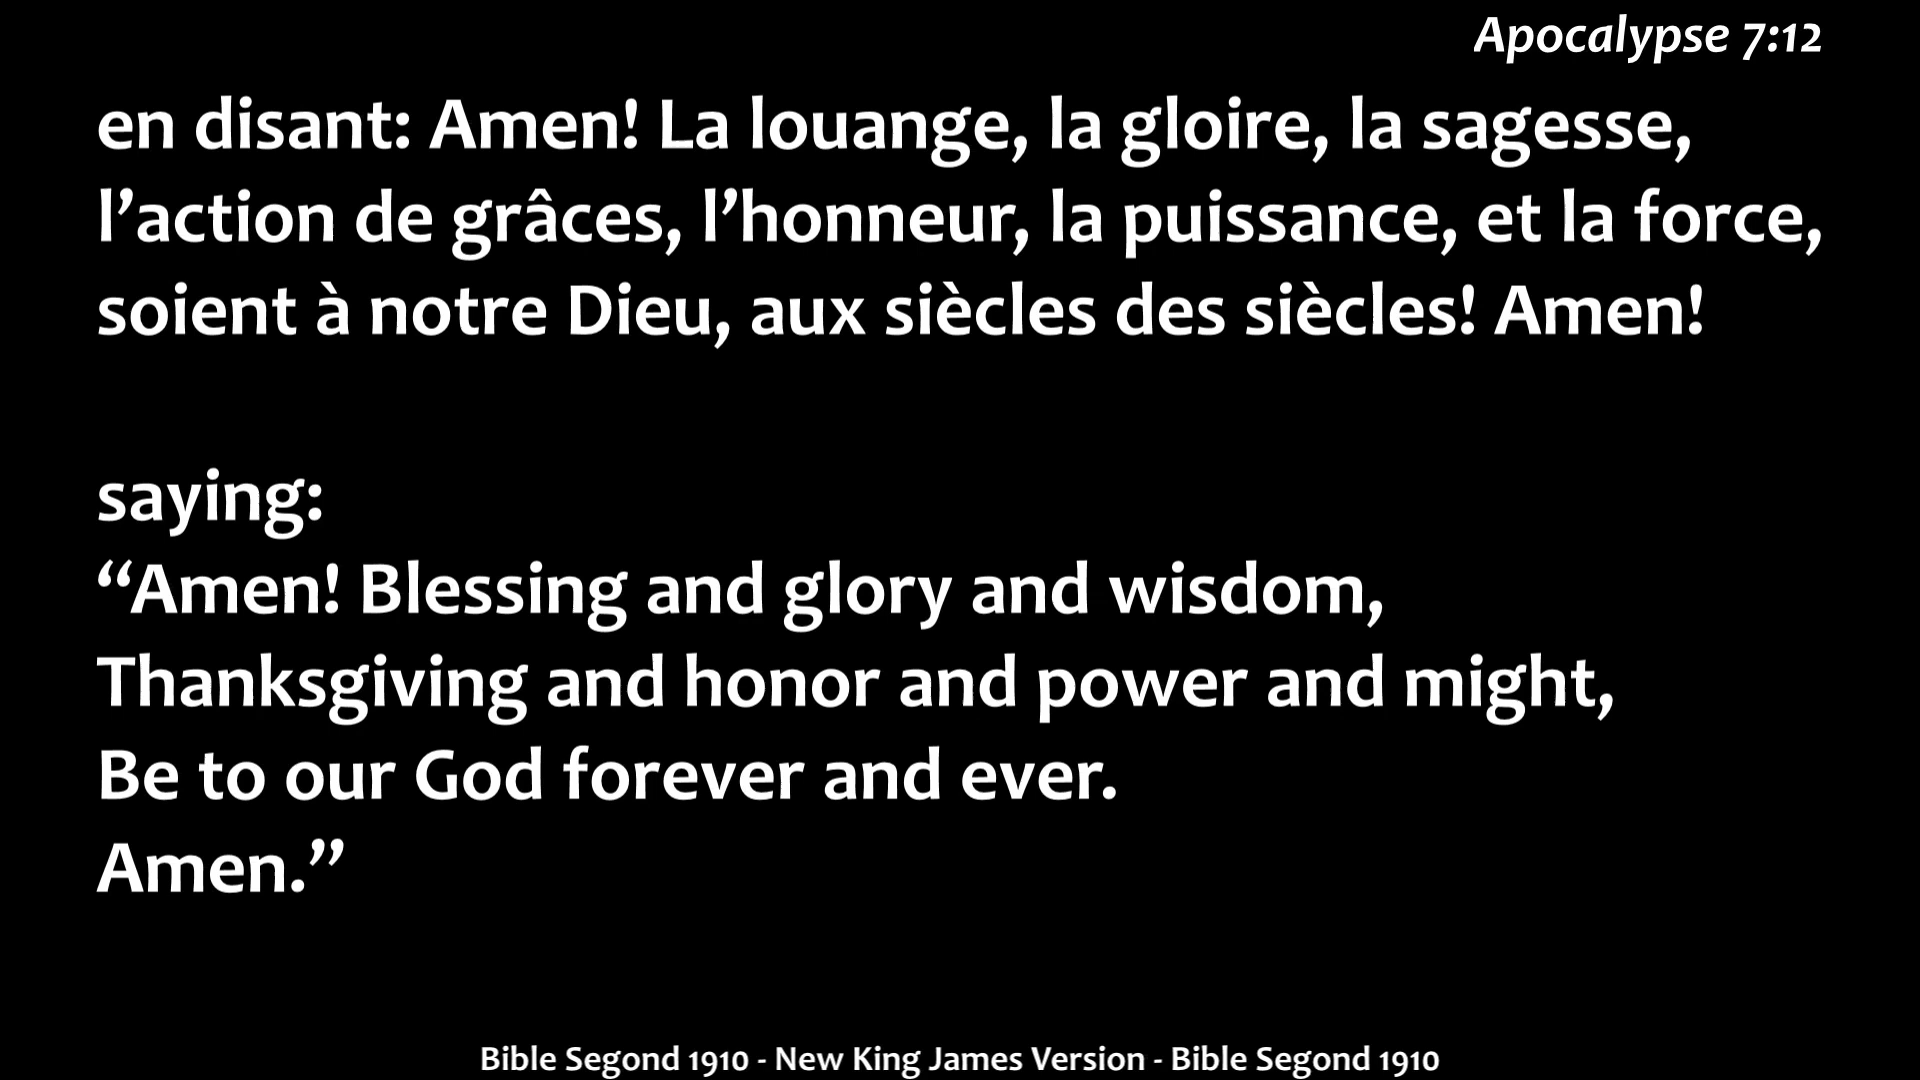 Apocalypse 7:12
en disant: Amen! La louange, la gloire, la sagesse,
l’action de grâces, l’honneur, la puissance, et la force,
soient à notre Dieu, aux siècles des siècles! Amen!
saying:
“Amen! Blessing and glory and wisdom,
Thanksgiving and honor and power and might,
Be to our God forever and ever.
Amen.”
Bible Segond 1910 - New King James Version - Bible Segond 1910